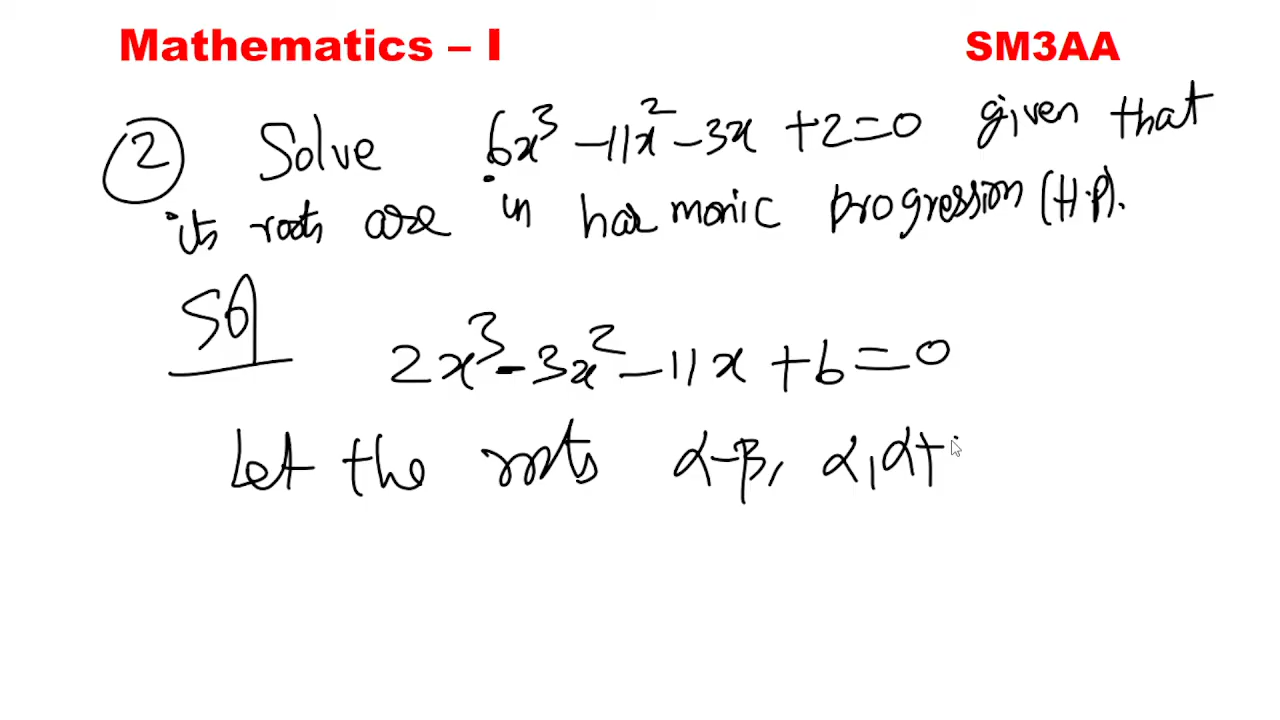 Mathematics – I SM3AA
② Solve 6x³ -11x² -3x +2=0 given that
its roots are in harmonic progression (H.P).
Sol
2x³ -3x² -11x +6=0
Let the roots α-β, α, α+